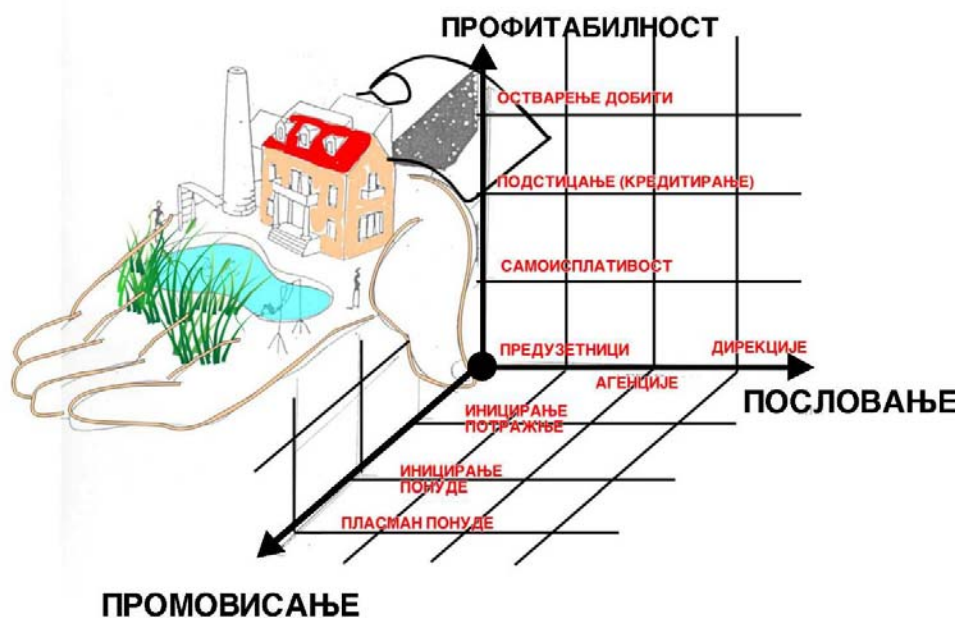 ПРОФИТАБИЛНОСТ
ОСТВАРЕЊЕ ДОБИТИ
ПОДСТИЦАЊЕ (КРЕДИТИРАЊЕ)
САМОИСПЛАТИВОСТ
ПРЕДУЗЕТНИЦИ
ДИРЕКЦИЈЕ
АГЕНЦИЈЕ
ПОСЛОВАЊЕ
ИНИЦИРАЊЕ
ПОТРАЖЊЕ
ИНИЦИРАЊЕ
ПОНУДЕ
ПЛАСМАН ПОНУДЕ
ПРОМОВИСАЊЕ